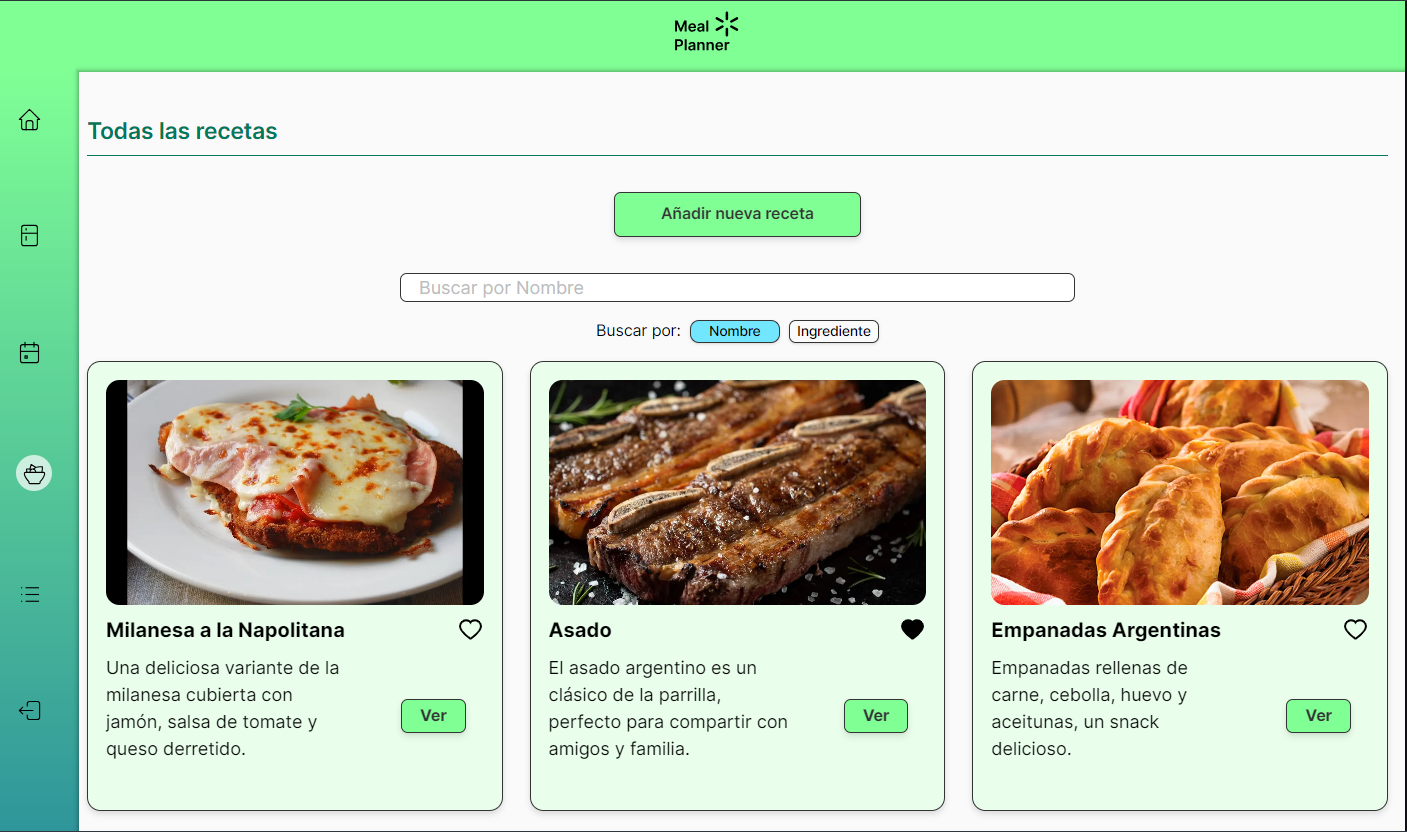 Meal
Planner
Todas las recetas
Añadir nueva receta
Buscar por Nombre
Buscar por: Nombre Ingrediente
Milanesa a la Napolitana
Una deliciosa variante de la
milanesa cubierta con
jamón, salsa de tomate y
queso derretido.
Ver
Asado
El asado argentino es un
clásico de la parrilla,
perfecto para compartir con
amigos y familia.
Ver
Empanadas Argentinas
Empanadas rellenas de
carne, cebolla, huevo y
aceitunas, un snack
delicioso.
Ver